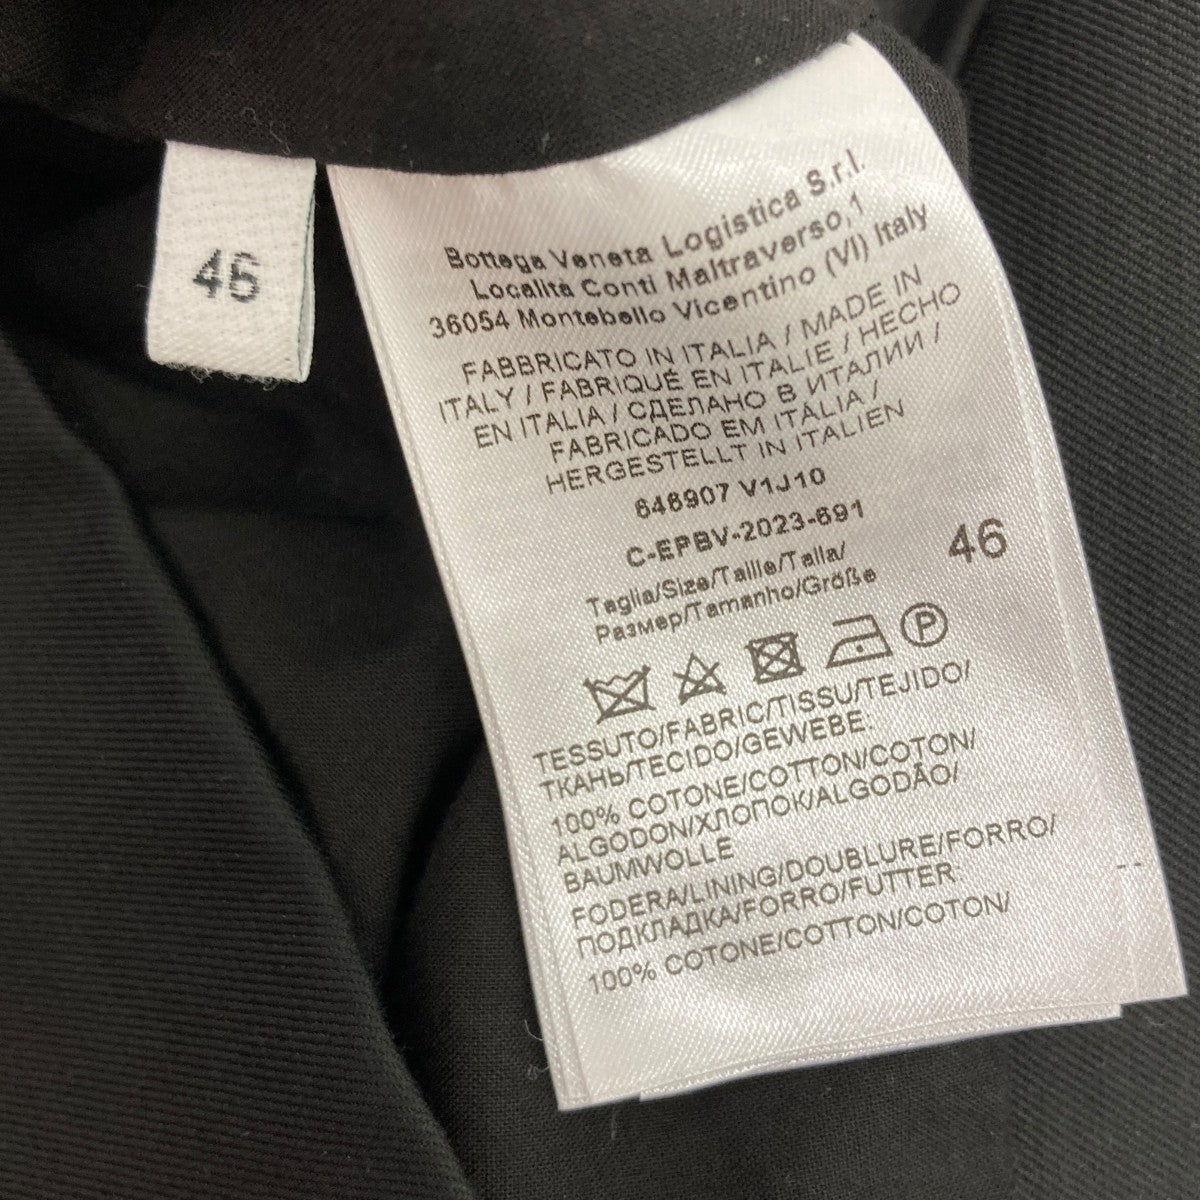 46
Bottega Veneta Logistica S.r.l.
Localita Conti Maltraverso,1
36054 Montebello Vicentino (VI) Italy
FABBRICATO IN ITALIA / MADE IN
ITALY / FABRIQUÉ EN ITALIE / HECHO
EN ITALIA / СДЕЛАНО В ИТАЛИИ /
FABRICADO EM ITÁLIA /
HERGESTELLT IN ITALIEN
646907 V1J10
C-EPBV-2023-691
Taglia/Size/Taille/Talla/
Размер/Tamanho/Größe
46
P
TESSUTO/FABRIC/TISSU/TEJIDO/
ТКАНЬ/TECIDO/GEWEBE:
100% COTONE/COTTON/COTON/
ALGODON/ХЛОПОК/ALGODÃO/
BAUMWOLLE
FODERA/LINING/DOUBLURE/FORRO/
ПОДКЛАДКА/FORRO/FUTTER
100% COTONE/COTTON/COTON/